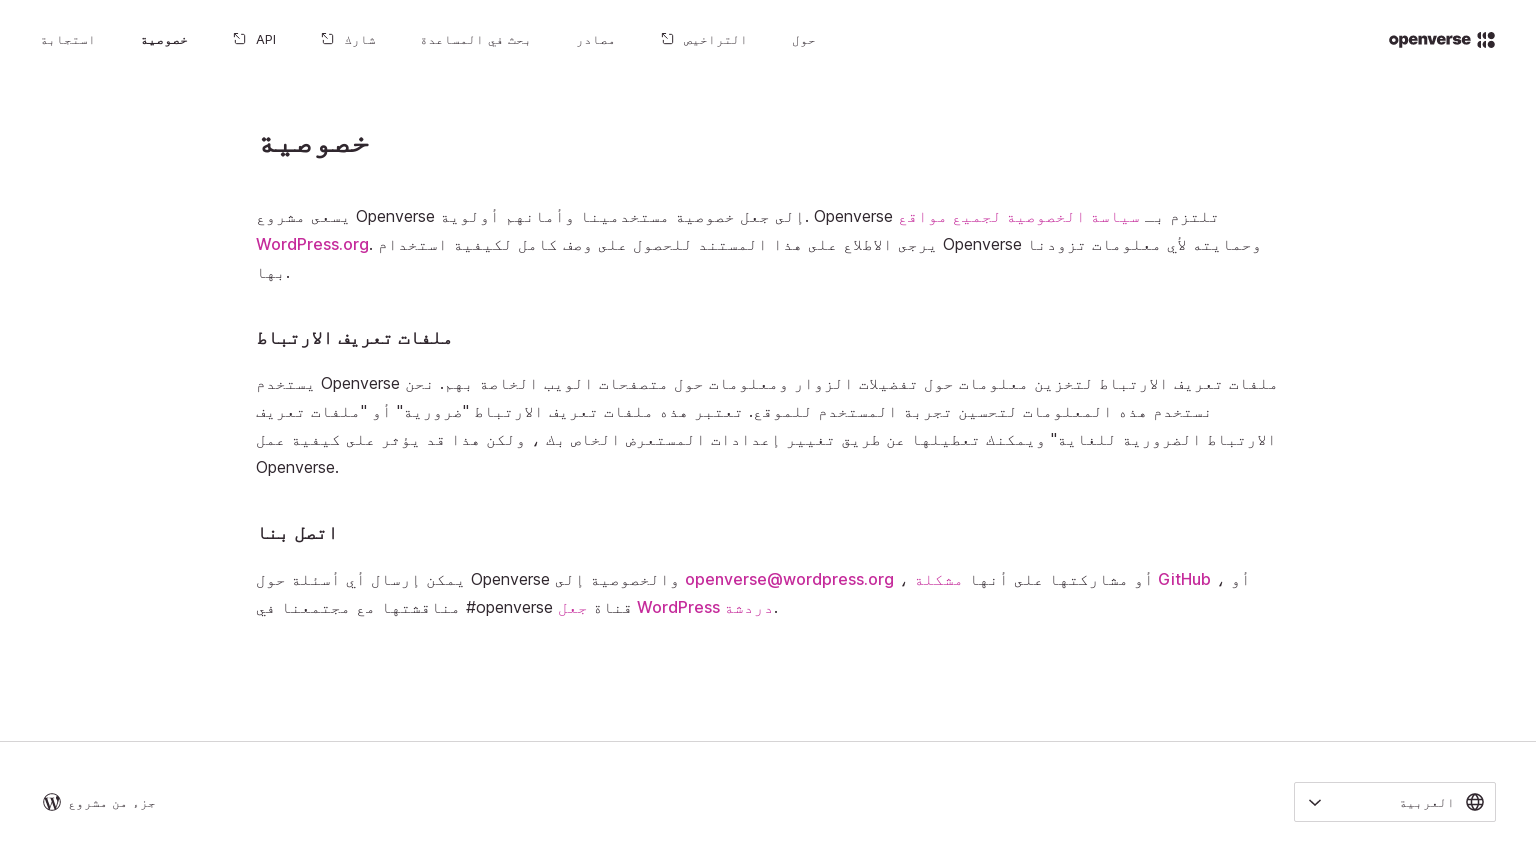 openverse
حول
التراخيص
مصادر
بحث في المساعدة
شارك
API
خصوصية
استجابة
خصوصية
يسعى مشروع Openverse إلى جعل خصوصية مستخدمينا وأمانهم أولوية. Openverse تلتزم بـ سياسة الخصوصية لجميع مواقع
WordPress.org. يرجى الاطلاع على هذا المستند للحصول على وصف كامل لكيفية استخدام Openverse وحمايته لأي معلومات تزودنا
بها.
ملفات تعريف الارتباط
يستخدم Openverse ملفات تعريف الارتباط لتخزين معلومات حول تفضيلات الزوار ومعلومات حول متصفحات الويب الخاصة بهم. نحن
نستخدم هذه المعلومات لتحسين تجربة المستخدم للموقع. تعتبر هذه ملفات تعريف الارتباط "ضرورية" أو "ملفات تعريف
الارتباط الضرورية للغاية" ويمكنك تعطيلها عن طريق تغيير إعدادات المستعرض الخاص بك ، ولكن هذا قد يؤثر على كيفية عمل
Openverse.
اتصل بنا
يمكن إرسال أي أسئلة حول Openverse والخصوصية إلى openverse@wordpress.org ، أو مشاركتها على أنها مشكلة GitHub ، أو
مناقشتها مع مجتمعنا في #openverse قناة جعل WordPress دردشة.
العربية
جزء من مشروع